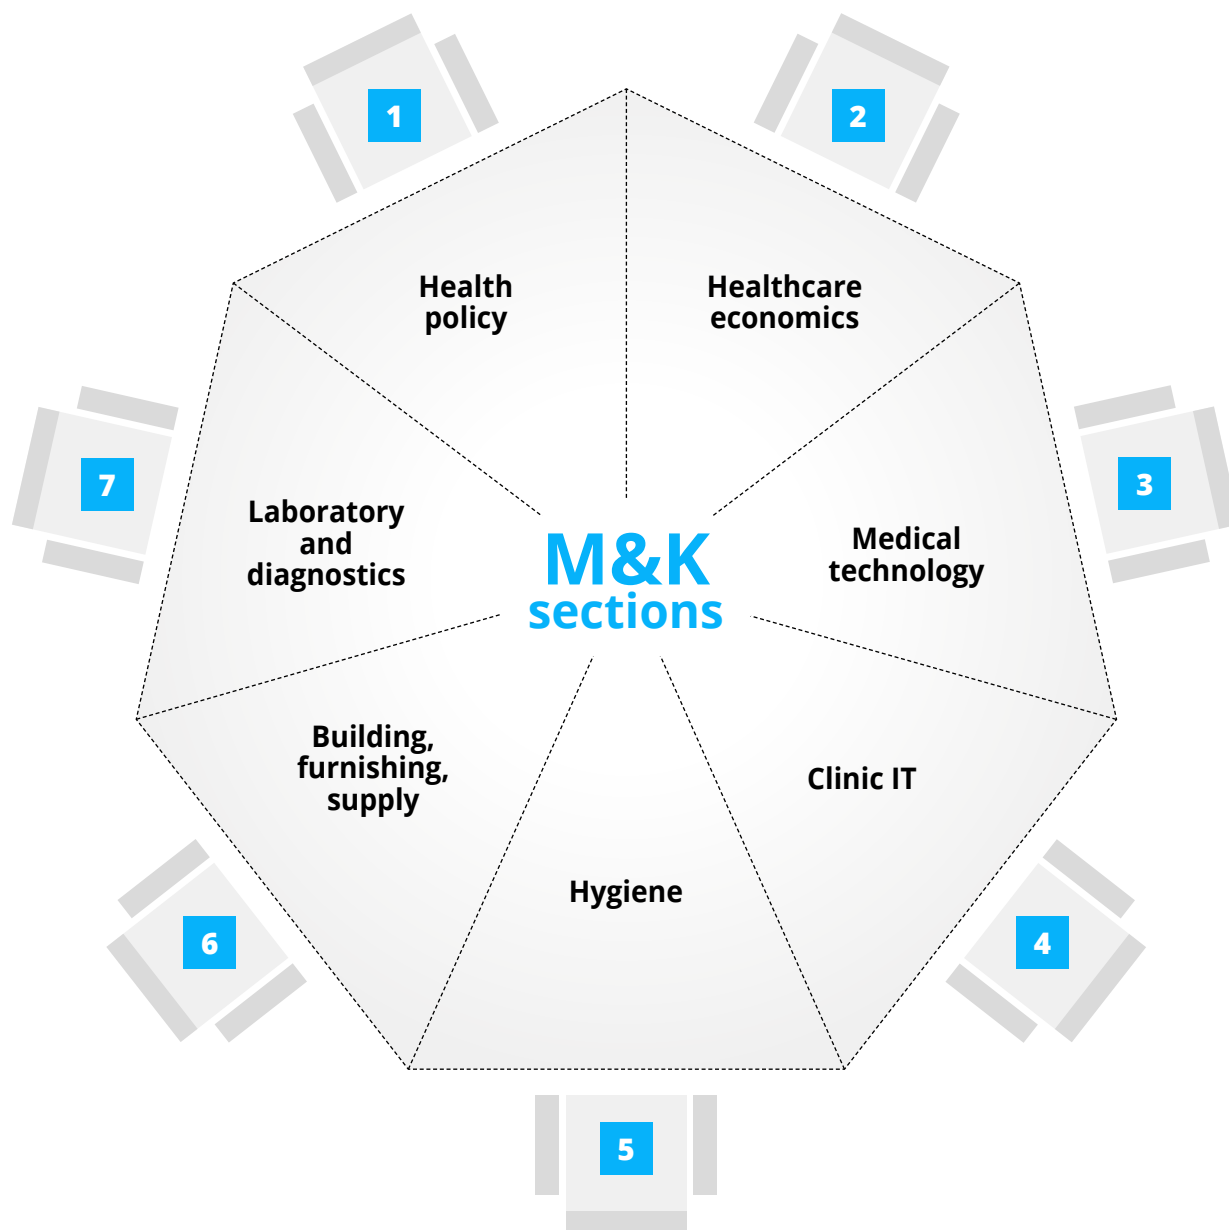 1
2
Health
policy
Healthcare
economics
7
3
Laboratory
and
diagnostics
M&K
sections
Medical
technology
Building,
furnishing,
supply
Clinic IT
Hygiene
6
4
5